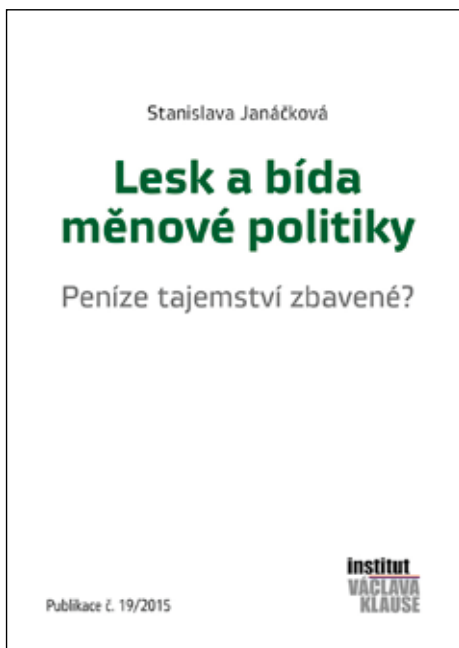 Stanislava Janáčková
Lesk a bída
měnové politiky
Peníze tajemství zbavené?
Publikace č. 19/2015
institut
VÁCLAVA
KLAUSE